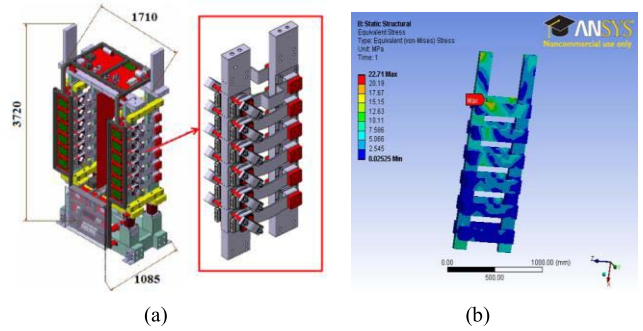 (a)
1710
3720
1085
B: Static Structural
Equivalent Stress
Type: Equivalent (von-Mises) Stress
Unit: MPa
Time: 1
22.71 Max
20.19
17.67
15.15
12.63
10.11
7.586
5.066
2.545
0.02525 Min
ANSYS
Noncommercial use only
Max
0.00
500.00
1000.00 (mm)
Z
Y
X
(a)
(b)